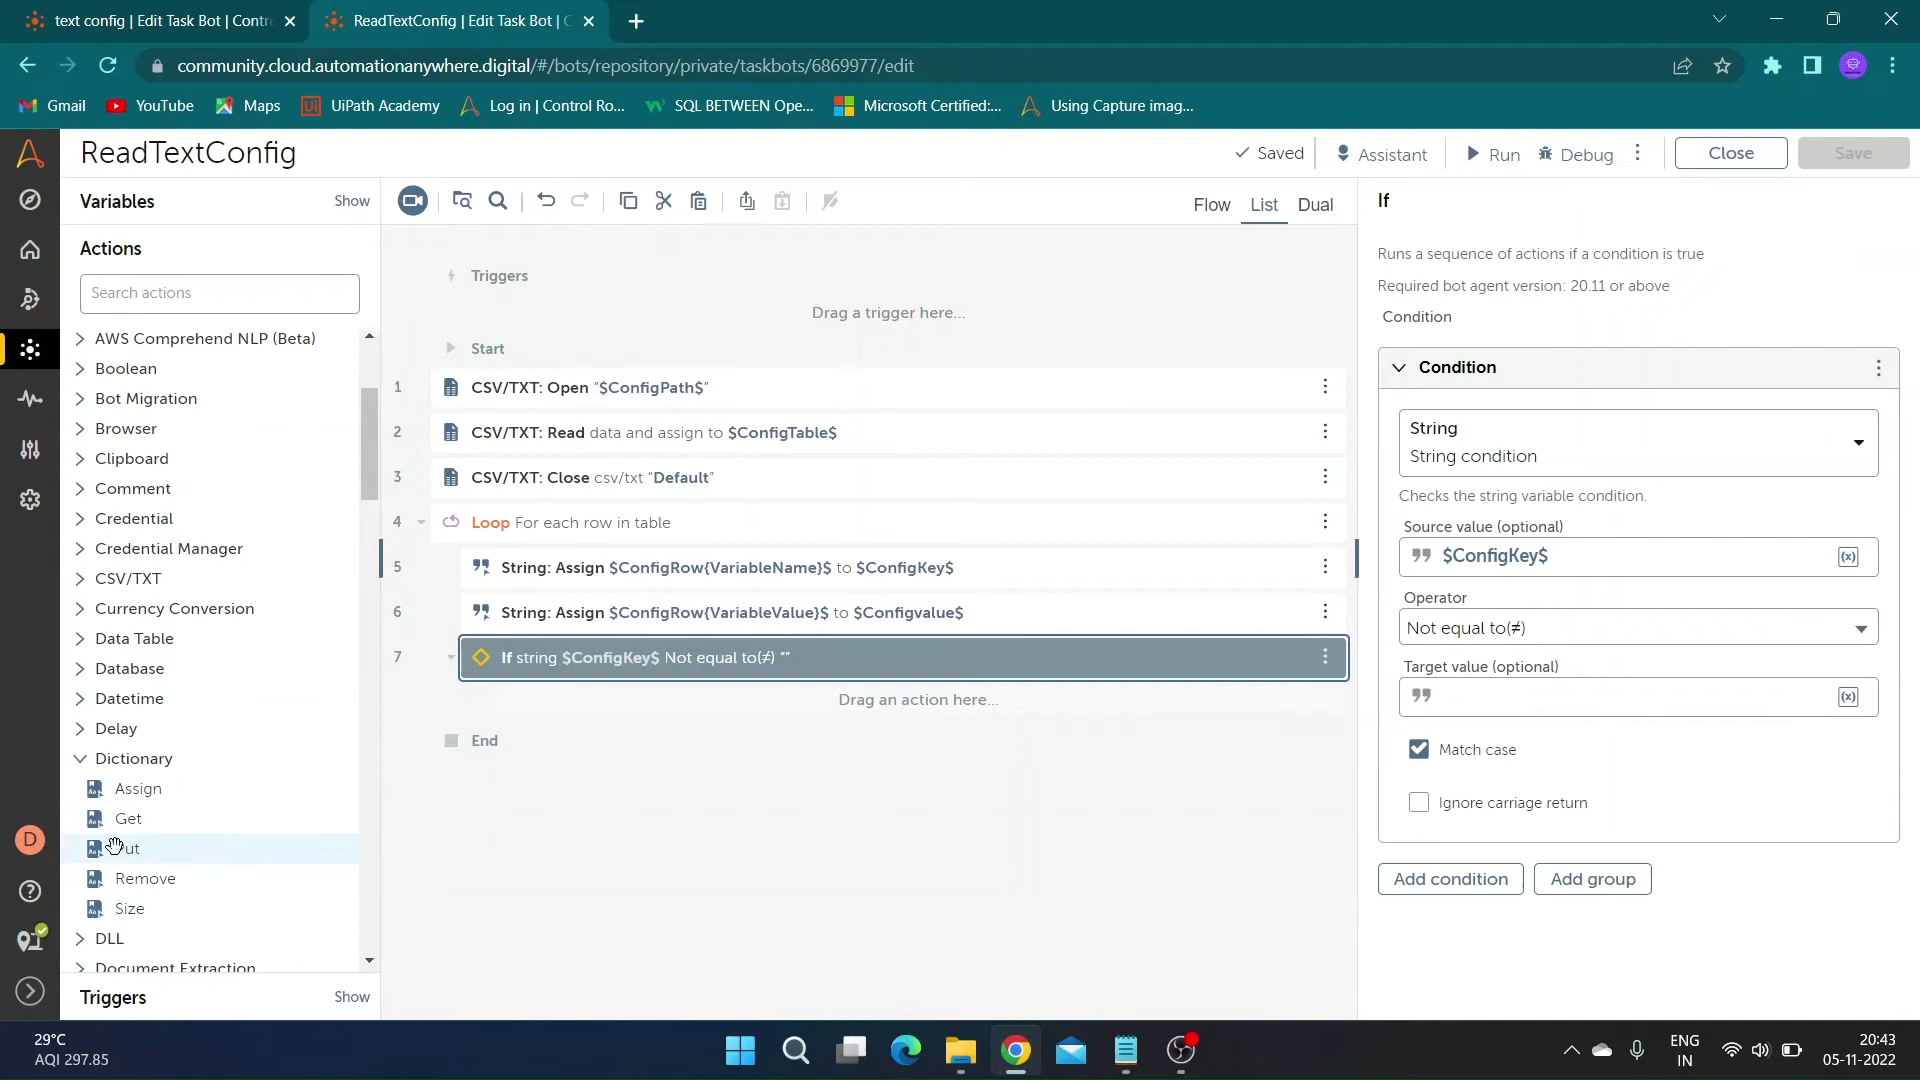 text config | Edit Task Bot | Contr
ReadTextConfig | Edit Task Bot | C
community.cloud.automationanywhere.digital/#/bots/repository/private/taskbots/6869977/edit
Gmail
YouTube
Maps
UiPath Academy
Log in | Control Ro...
SQL BETWEEN Ope...
Microsoft Certified:...
Using Capture imag...
ReadTextConfig
Saved
Assistant
Run
Debug
Close
Save
Variables
Show
Flow
List
Dual
If
Actions
Search actions
AWS Comprehend NLP (Beta)
Boolean
Bot Migration
Browser
Clipboard
Comment
Credential
Credential Manager
CSV/TXT
Currency Conversion
Data Table
Database
Datetime
Delay
Dictionary
Assign
Get
ut
Remove
Size
DLL
Document Extraction
Triggers
Show
Triggers
Drag a trigger here...
Start
1 CSV/TXT: Open "$ConfigPath$"
2 CSV/TXT: Read data and assign to $ConfigTable$
3 CSV/TXT: Close csv/txt "Default"
4 Loop For each row in table
5 String: Assign $ConfigRow{VariableName}$ to $ConfigKey$
6 String: Assign $ConfigRow{VariableValue}$ to $Configvalue$
7 If string $ConfigKey$ Not equal to(≠) ""
Drag an action here...
End
Runs a sequence of actions if a condition is true
Required bot agent version: 20.11 or above
Condition
Condition
String
String condition
Checks the string variable condition.
Source value (optional)
$ConfigKey$
(x)
Operator
Not equal to(≠)
Target value (optional)
(x)
Match case
Ignore carriage return
Add condition
Add group
D
29°C
AQI 297.85
ENG
IN
20:43
05-11-2022